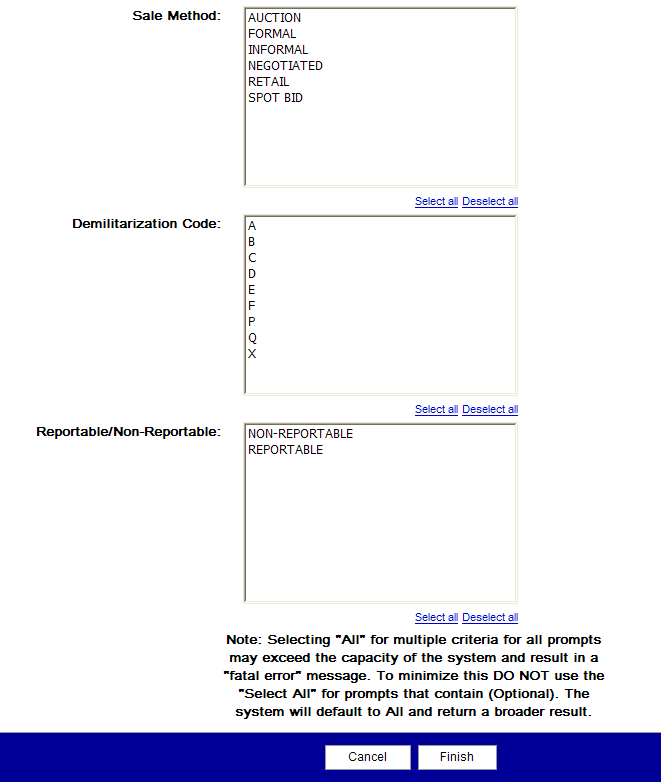 Sale Method:
AUCTION
FORMAL
INFORMAL
NEGOTIATED
RETAIL
SPOT BID
Select all Deselect all
Demilitarization Code:
A
B
C
D
E
F
P
Q
X
Select all Deselect all
Reportable/Non-Reportable:
NON-REPORTABLE
REPORTABLE
Select all Deselect all
Note: Selecting "All" for multiple criteria for all prompts
may exceed the capacity of the system and result in a
"fatal error" message. To minimize this DO NOT use the
"Select All" for prompts that contain (Optional). The
system will default to All and return a broader result.
Cancel Finish